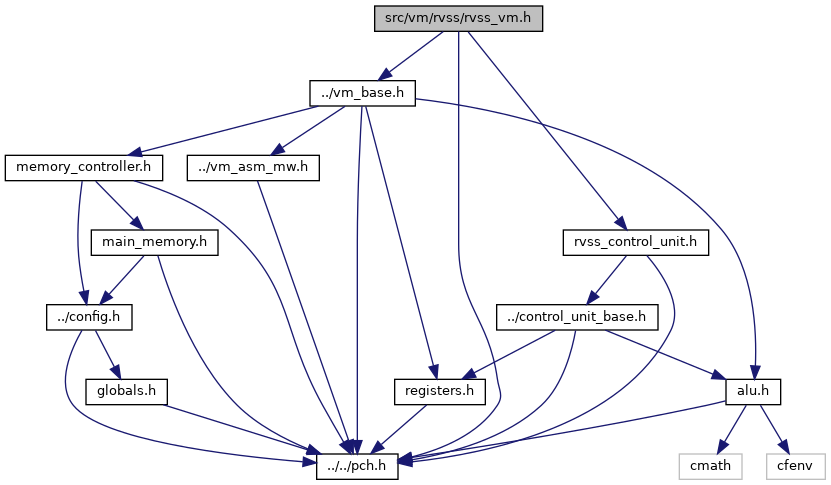 src/vm/rvss/rvss_vm.h
../vm_base.h
memory_controller.h
../vm_asm_mw.h
main_memory.h
rvss_control_unit.h
../config.h
../control_unit_base.h
globals.h
registers.h
alu.h
../../pch.h
cmath
cfenv